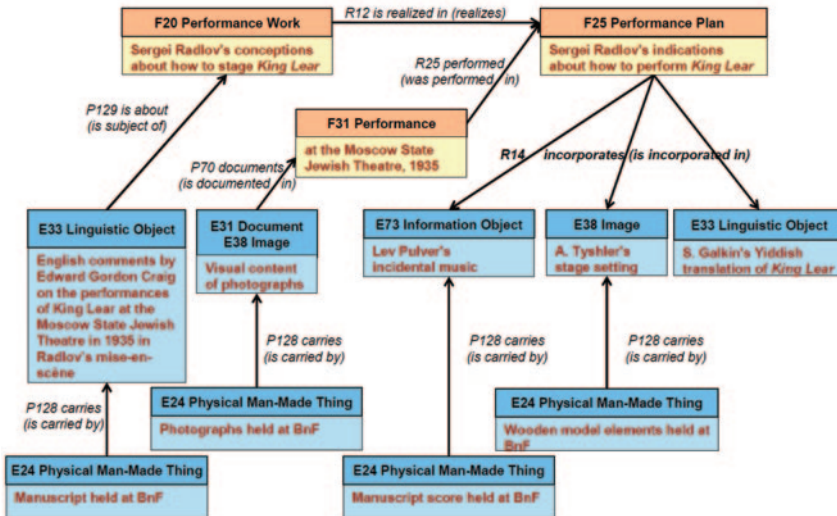 F20 Performance Work
Sergei Radlov's conceptions
about how to stage King Lear
R12 is realized in (realizes)
F25 Performance Plan
Sergei Radlov's indications
about how to perform King Lear
R25 performed
(was performed in)
P129 is about
(is subject of)
F31 Performance
at the Moscow State
Jewish Theatre, 1935
P70 documents
(is documented in)
R14 incorporates (is incorporated in)
E33 Linguistic Object
English comments by
Edward Gordon Craig
on the performances
of King Lear at the
Moscow State Jewish
Theatre in 1935 in
Radlov's mise-en-
scène
E31 Document
E38 Image
Visual content
of photographs
E73 Information Object
Lev Pulver's
incidental music
E38 Image
A. Tyshler's
stage setting
E33 Linguistic Object
S. Galkin's Yiddish
translation of King Lear
P128 carries
(is carried by)
P128 carries
(is carried by)
P128 carries
(is carried by)
P128 carries
(is carried by)
E24 Physical Man-Made Thing
Photographs held at BnF
E24 Physical Man-Made Thing
Wooden model elements held at
BnF
E24 Physical Man-Made Thing
Manuscript held at BnF
E24 Physical Man-Made Thing
Manuscript score held at BnF